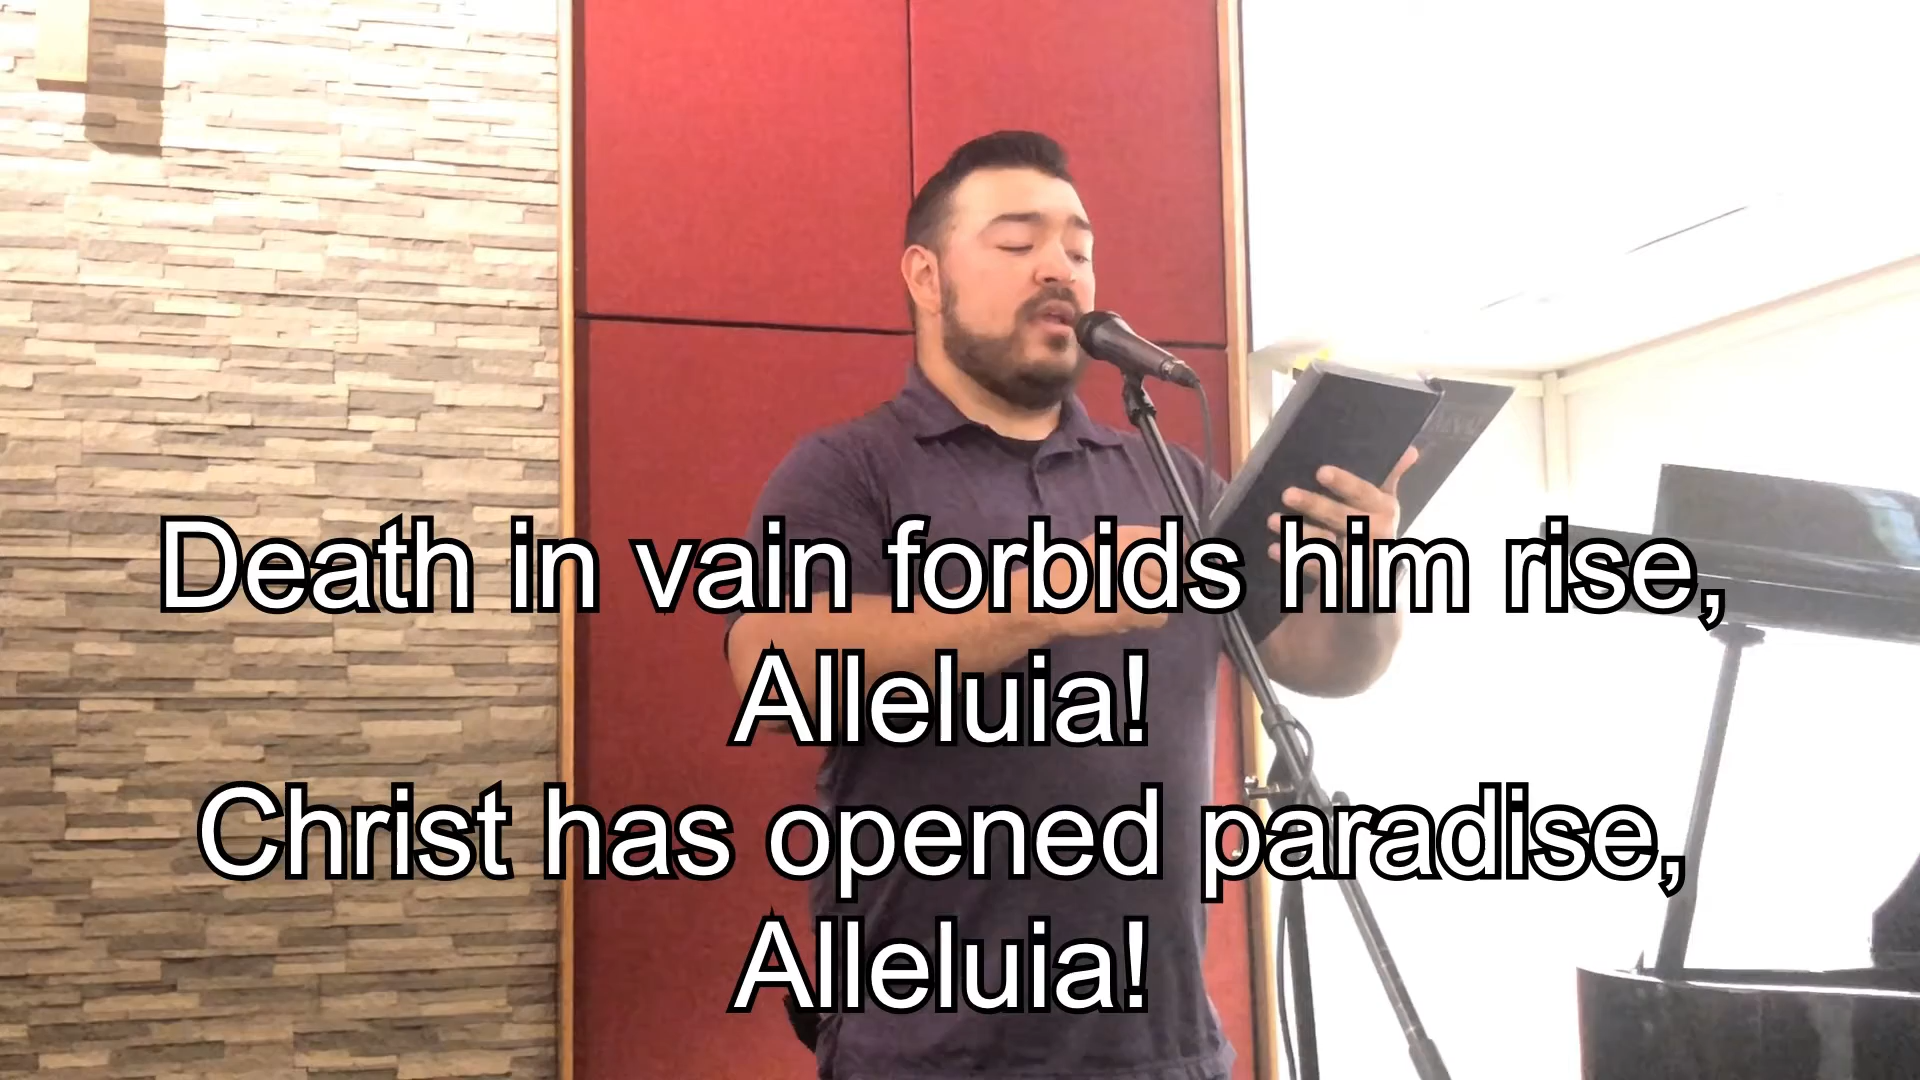 Death in vain forbids him rise,
Alleluia!
Christ has opened paradise,
Alleluia!